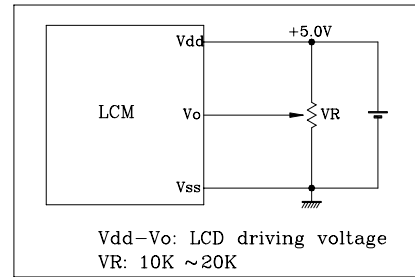 Vdd
+5.0V
LCM
Vo
VR
Vss
Vdd-Vo: LCD driving voltage
VR: 10K ~20K